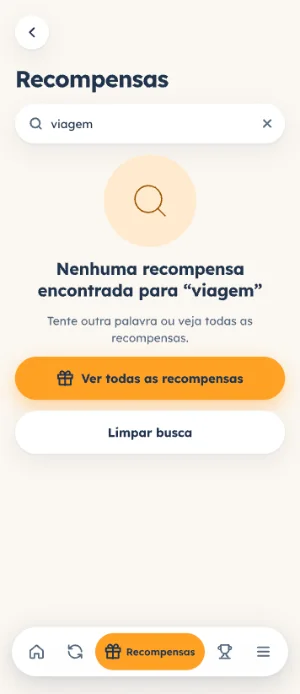 Recompensas
viagem
Nenhuma recompensa
encontrada para “viagem”
Tente outra palavra ou veja todas as
recompensas.
Ver todas as recompensas
Limpar busca
Recompensas